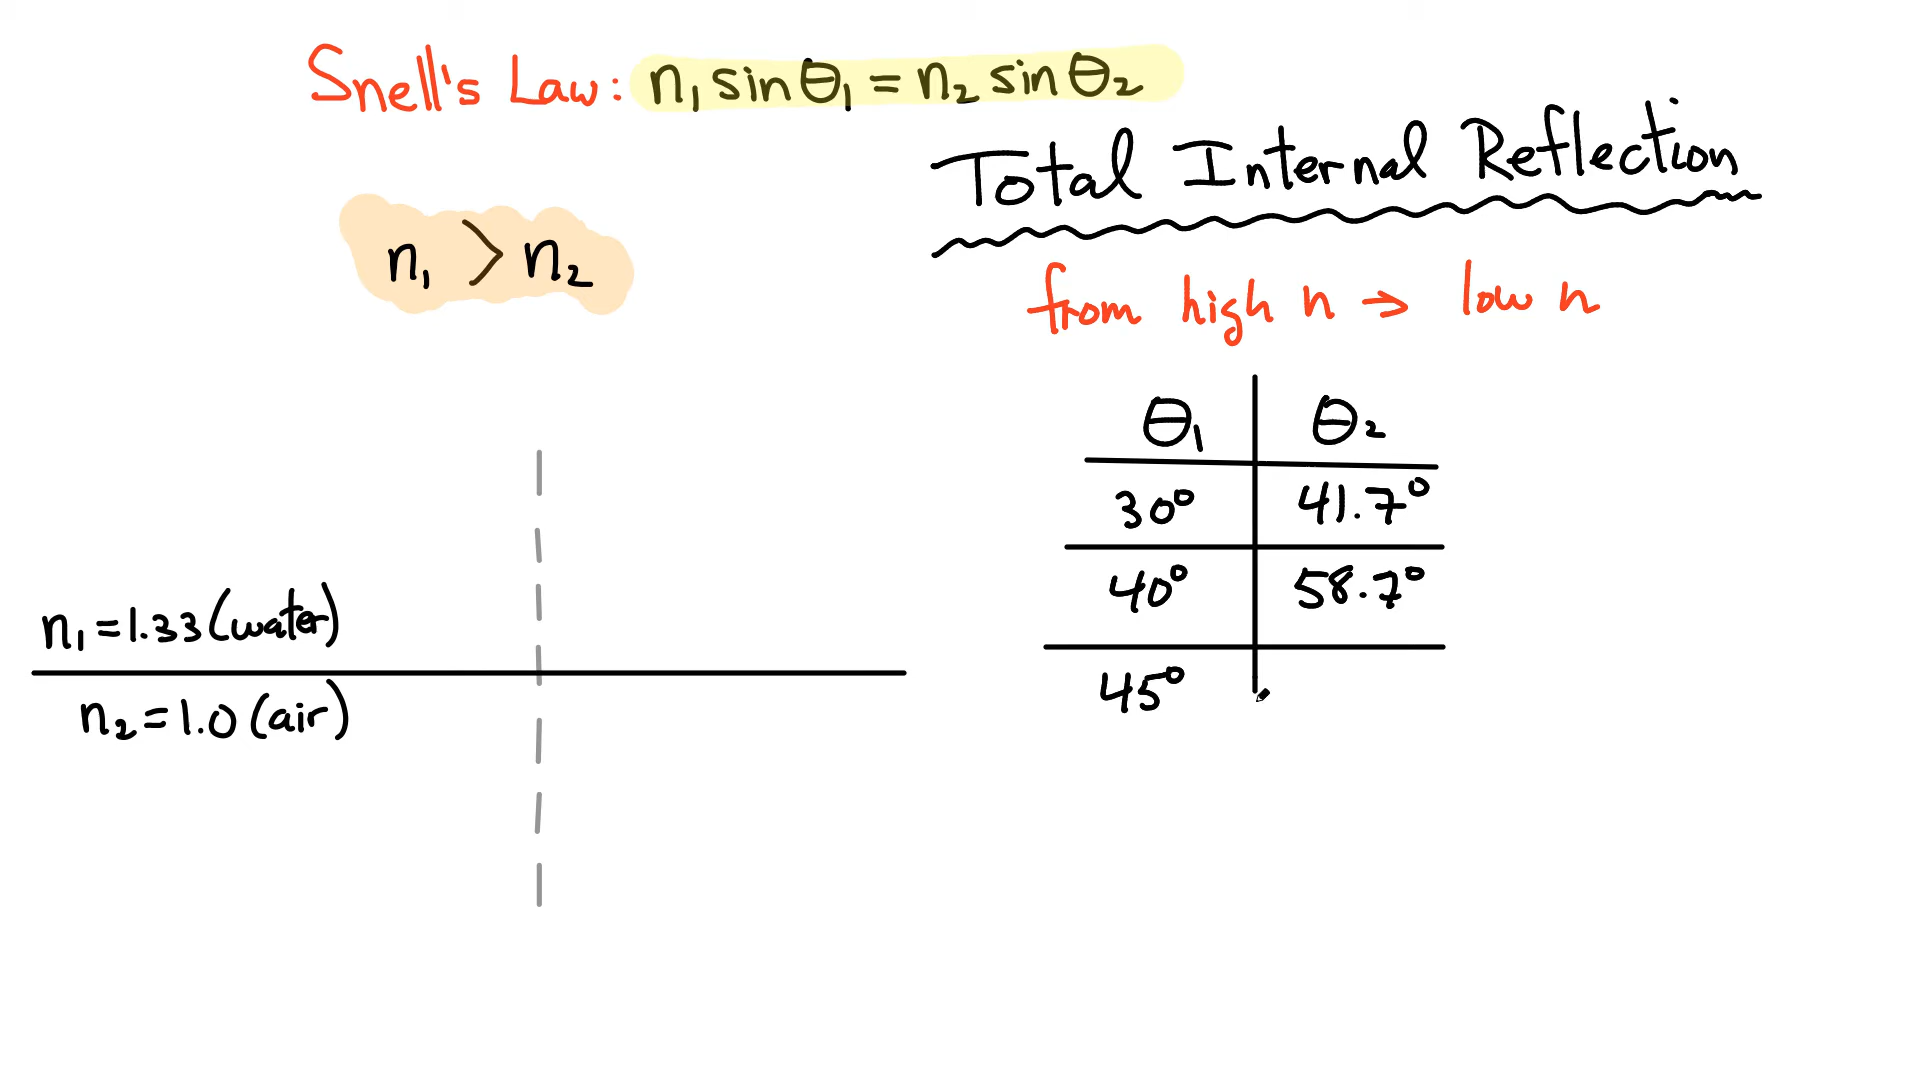 Snell's Law: n₁ sin θ₁ = n₂ sin θ₂
Total Internal Reflection
n₁ > n₂
from high n → low n
θ₁ θ₂
30° 41.7°
40° 58.7°
45°
n₁ = 1.33 (water)
n₂ = 1.0 (air)